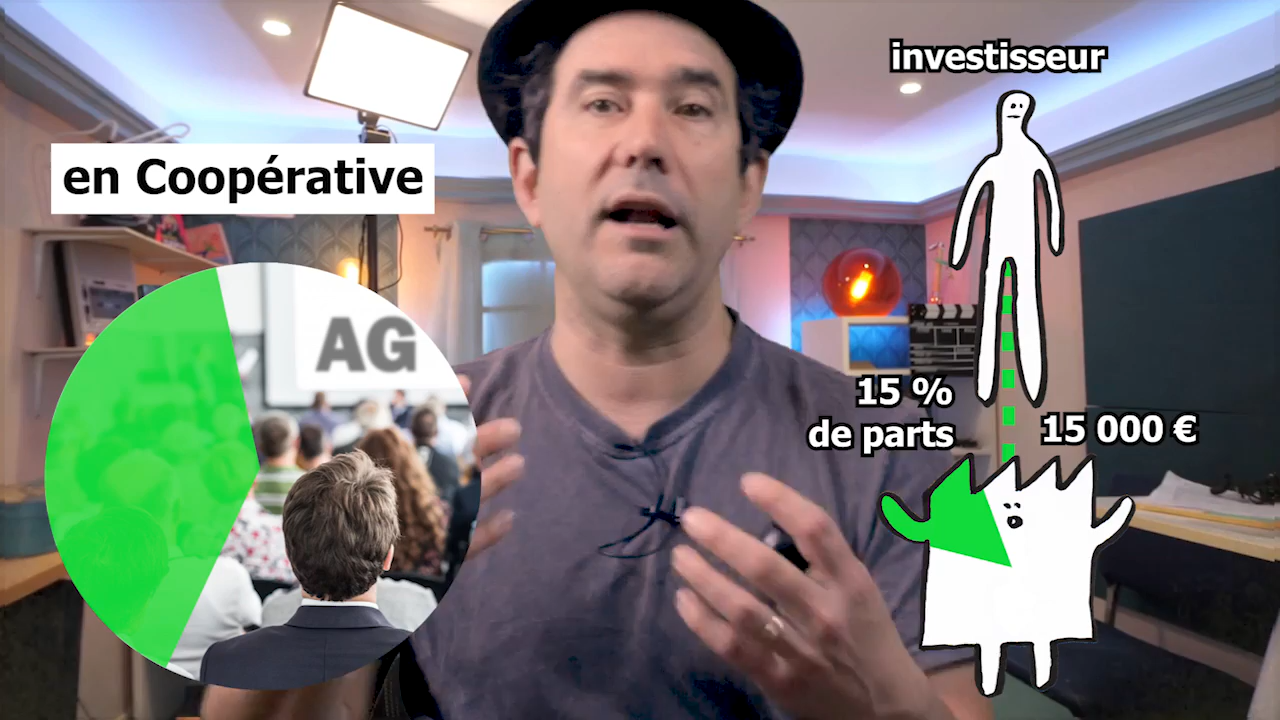 investisseur
en Coopérative
AG
15 %
de parts
15 000 €